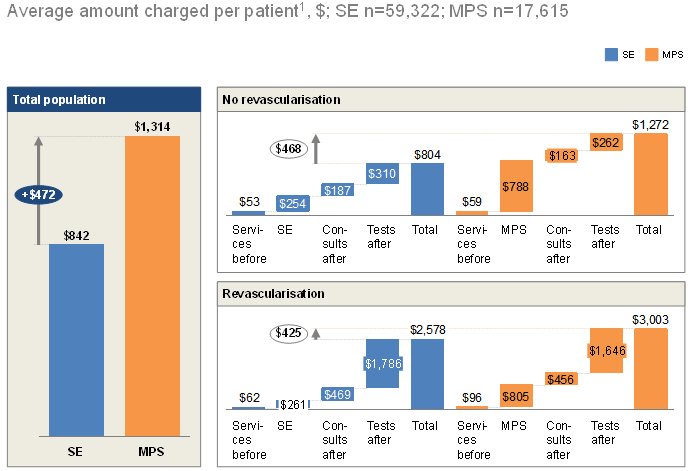 Average amount charged per patient1, $; SE n=59,322; MPS n=17,615
SE MPS
Total population
$1,314
+$472
$842
SE MPS
No revascularisation
$1,272
$468 $804 $262
$310 $163
$187 $788
$53 $254 $59
Servi- SE Con- Tests Total Servi- MPS Con- Tests Total
ces sults after ces sults after
before after before after
Revascularisation
$3,003
$425 $2,578
$1,786 $1,646
$469 $456
$62 $261 $96 $805
Servi- SE Con- Tests Total Servi- MPS Con- Tests Total
ces sults after ces sults after
before after before after